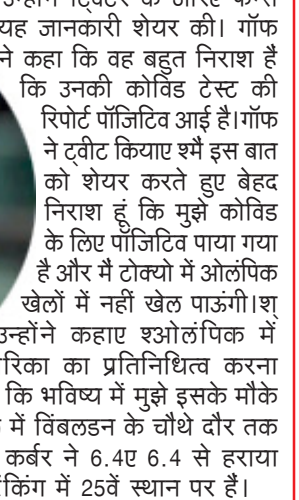 ट्विटर के जरिए
यह जानकारी शेयर की। गॉफ
ने कहा कि वह बहुत निराश हैं
कि उनकी कोविड टेस्ट की
रिपोर्ट पॉजिटिव आई है।गॉफ
ने ट्वीट कियाए श्मैं इस बात
को शेयर करते हुए बेहद
निराश हूं कि मुझे कोविड
के लिए पॉजिटिव पाया गया
है और मैं टोक्यो में ओलंपिक
खेलों में नहीं खेल पाऊंगी।श्
उन्होंने कहाए श्ओलंपिक में
का प्रतिनिधित्व करना
कि भविष्य में मुझे इसके मौके
में विंबलडन के चौथे दौर तक
कर्बर ने 6.4ए 6.4 से हराया
में 25वें स्थान पर हैं।